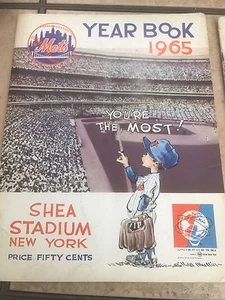 Mets
YEAR BOOK
1965
YOU'RE
THE MOST!
SHEA
STADIUM
NEW YORK
PRICE FIFTY CENTS